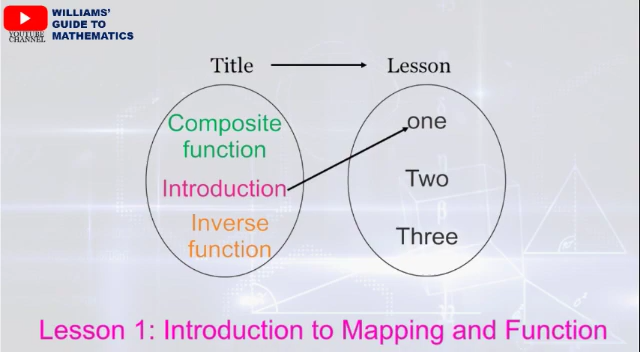 WILLIAMS'
GUIDE TO
MATHEMATICS
YOUTUBE
CHANNEL
Title
Lesson
Composite
function
Introduction
Inverse
function
one
Two
Three
Lesson 1: Introduction to Mapping and Function